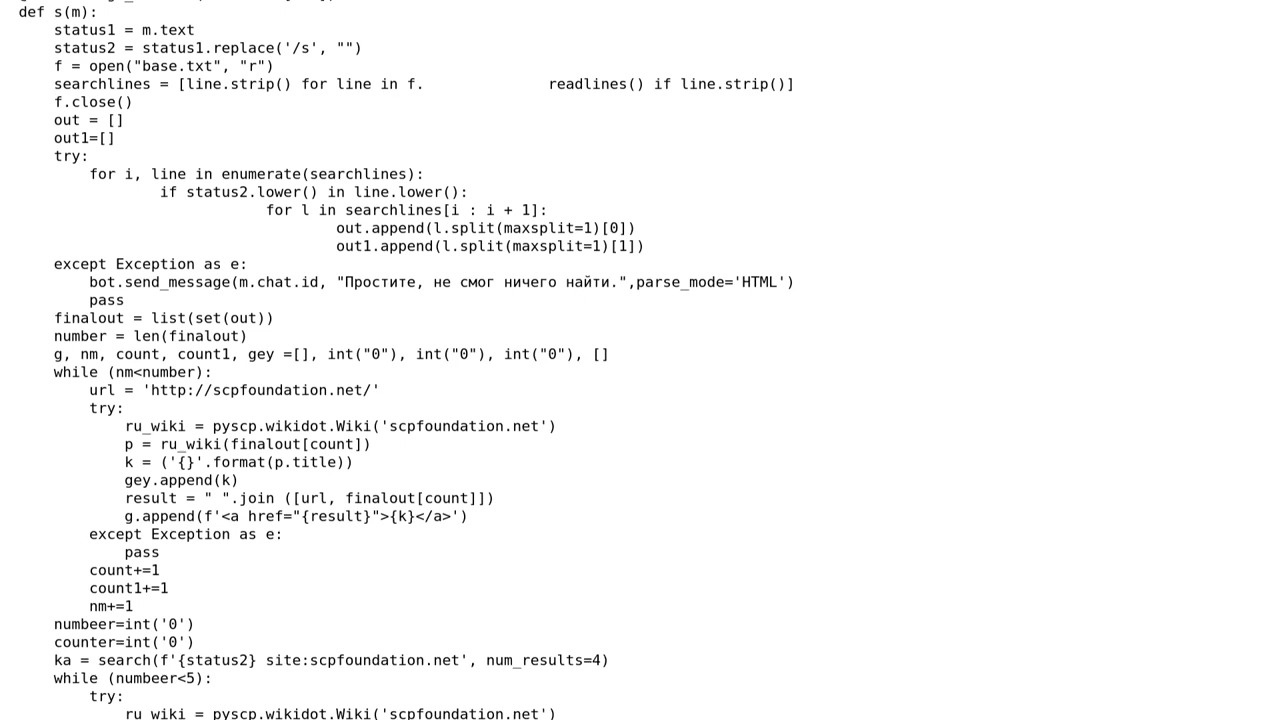 def s(m):
    status1 = m.text
    status2 = status1.replace('/s', "")
    f = open("base.txt", "r")
    searchlines = [line.strip() for line in f.              readlines() if line.strip()]
    f.close()
    out = []
    out1=[]
    try:
        for i, line in enumerate(searchlines):
                if status2.lower() in line.lower():
                            for l in searchlines[i : i + 1]:
                                    out.append(l.split(maxsplit=1)[0])
                                    out1.append(l.split(maxsplit=1)[1])
    except Exception as e:
        bot.send_message(m.chat.id, "Простите, не смог ничего найти.",parse_mode='HTML')
        pass
    finalout = list(set(out))
    number = len(finalout)
    g, nm, count, count1, gey =[], int("0"), int("0"), int("0"), []
    while (nm<number):
        url = 'http://scpfoundation.net/'
        try:
            ru_wiki = pyscp.wikidot.Wiki('scpfoundation.net')
            p = ru_wiki(finalout[count])
            k = ('{}'.format(p.title))
            gey.append(k)
            result = " ".join ([url, finalout[count]])
            g.append(f'<a href="{result}">{k}</a>')
        except Exception as e:
            pass
        count+=1
        count1+=1
        nm+=1
    numbeer=int('0')
    counter=int('0')
    ka = search(f'{status2} site:scpfoundation.net', num_results=4)
    while (numbeer<5):
        try:
            ru_wiki = pyscp.wikidot.Wiki('scpfoundation.net')